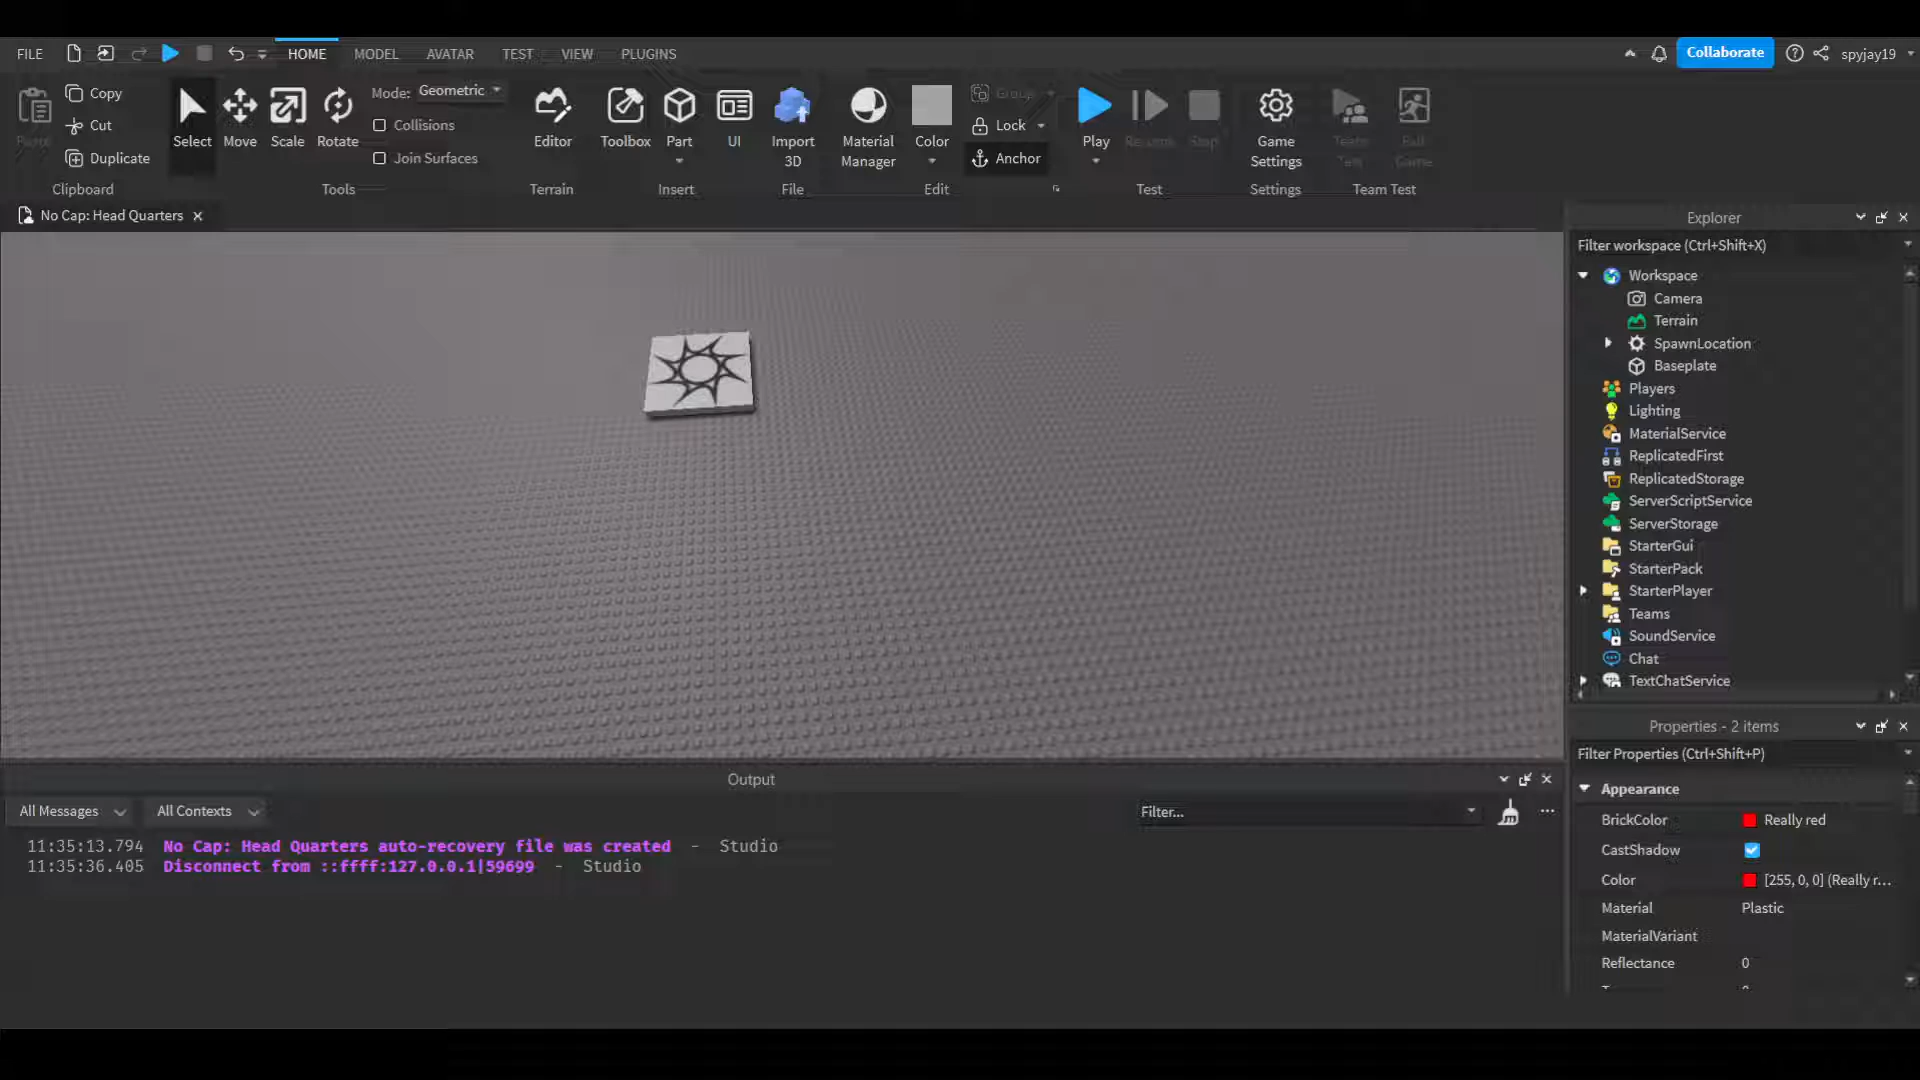 FILE HOME MODEL AVATAR TEST VIEW PLUGINS Collaborate spyjay19
Copy
Cut
Duplicate
Clipboard
Select Move Scale Rotate
Mode: Geometric
Collisions
Join Surfaces
Tools
Editor
Terrain
Toolbox Part UI
Insert
Import
3D
File
Material
Manager
Color
Group
Lock
Anchor
Edit
Play Resume Stop
Test
Game
Settings
Settings
Team
Test
Team Test
No Cap: Head Quarters
Explorer
Filter workspace (Ctrl+Shift+X)
Workspace
Camera
Terrain
SpawnLocation
Baseplate
Players
Lighting
MaterialService
ReplicatedFirst
ReplicatedStorage
ServerScriptService
ServerStorage
StarterGui
StarterPack
StarterPlayer
Teams
SoundService
Chat
TextChatService
Properties - 2 items
Filter Properties (Ctrl+Shift+P)
Appearance
BrickColor Really red
CastShadow
Color [255, 0, 0] (Really r...
Material Plastic
MaterialVariant
Reflectance 0
Output
All Messages All Contexts Filter...
11:35:13.794 No Cap: Head Quarters auto-recovery file was created - Studio
11:35:36.405 Disconnect from ::ffff:127.0.0.1|59699 - Studio